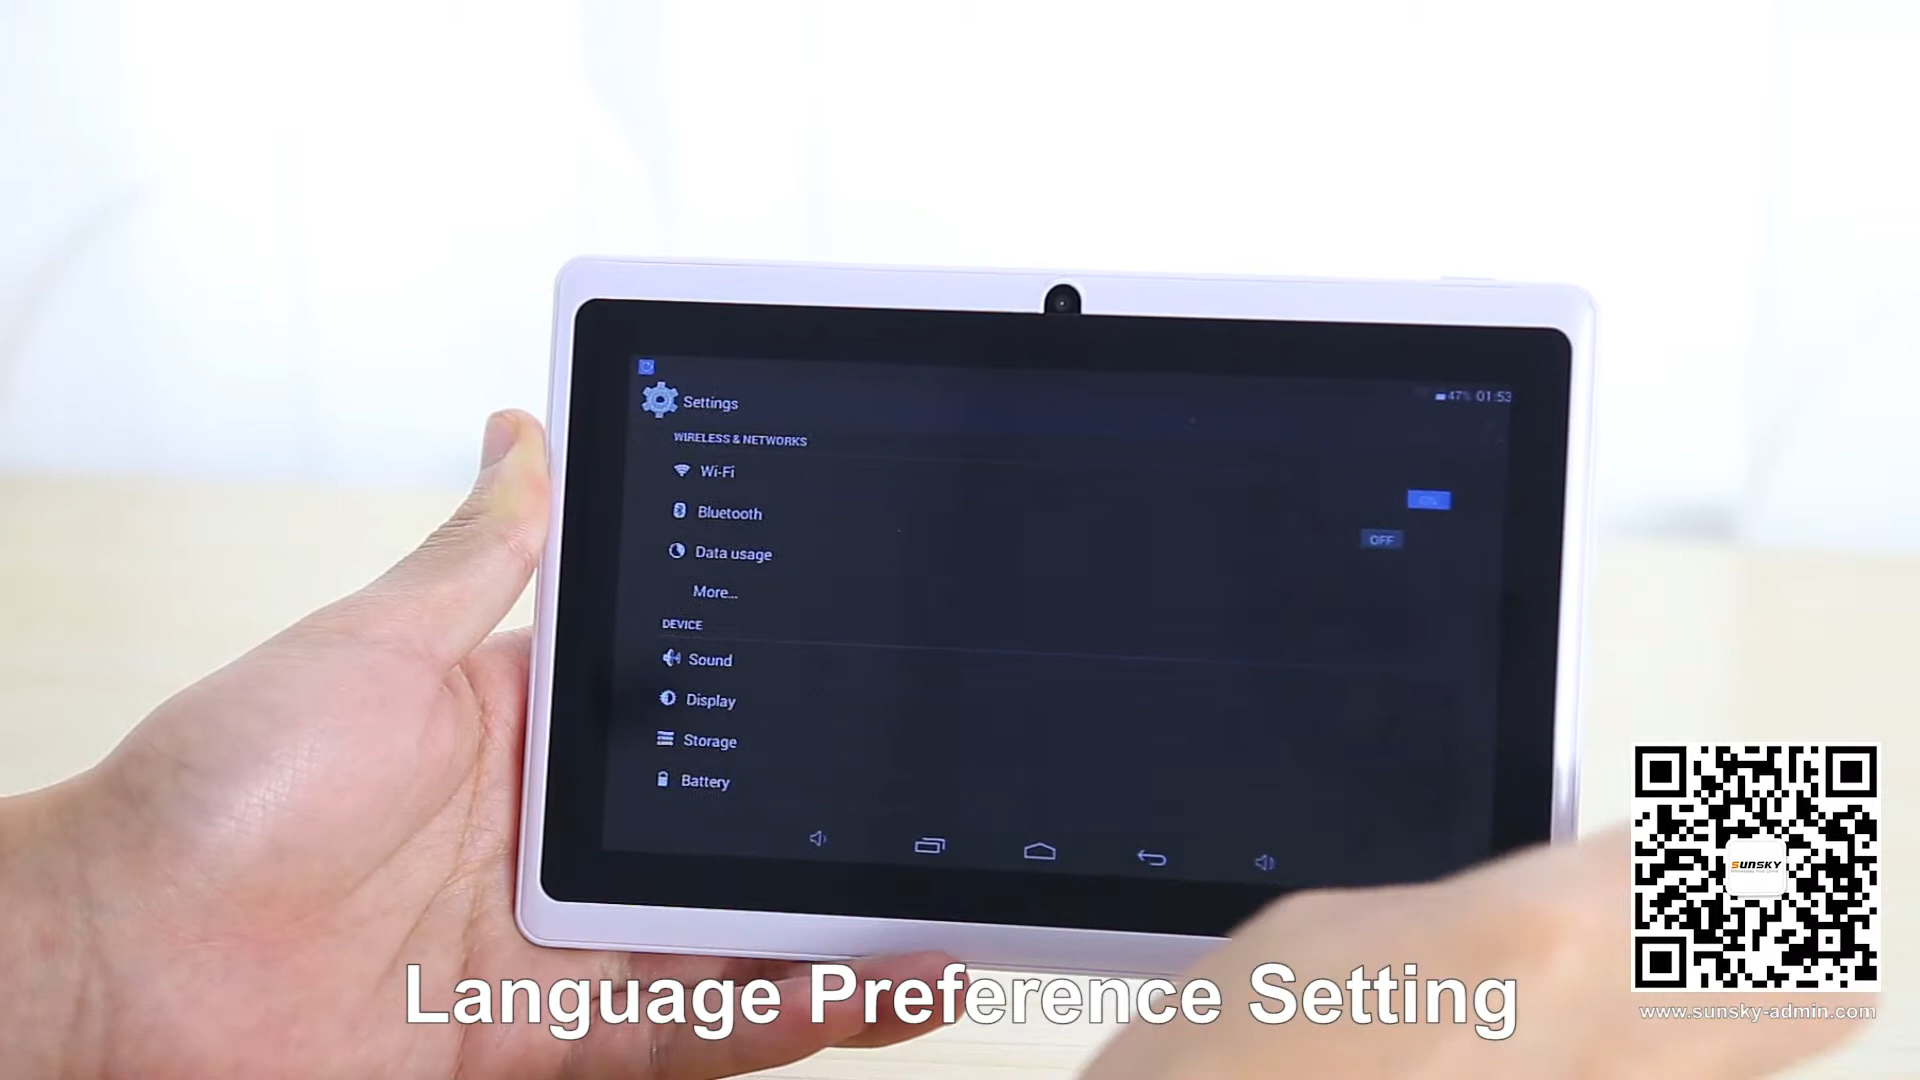 Settings
47% 01:53
WIRELESS & NETWORKS
Wi-Fi
Bluetooth
OFF
Data usage
More...
DEVICE
Sound
Display
Storage
Battery
SUNSKY
www.sunsky-admin.com
Language Preference Setting